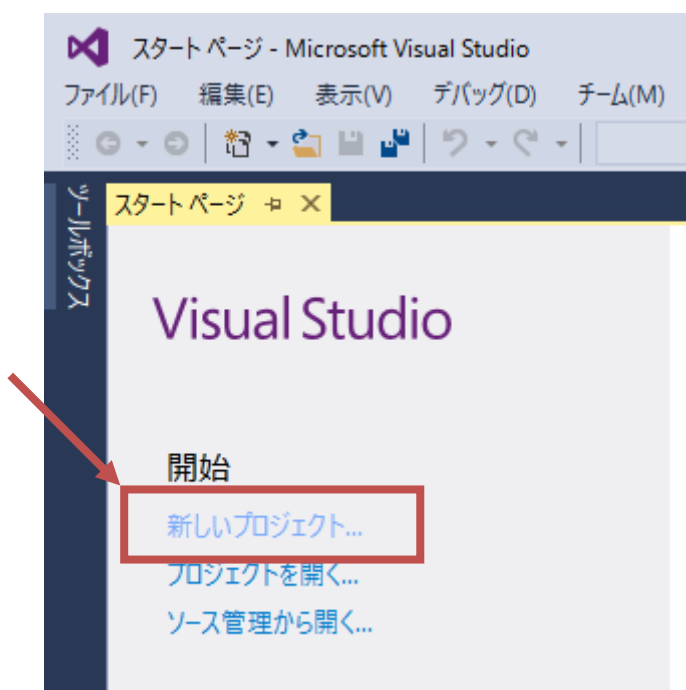 スタート ページ - Microsoft Visual Studio
ファイル(F) 編集(E) 表示(V) デバッグ(D) チーム(M)
ツールボックス
スタート ページ
Visual Studio
開始
新しいプロジェクト...
プロジェクトを開く...
ソース管理から開く...